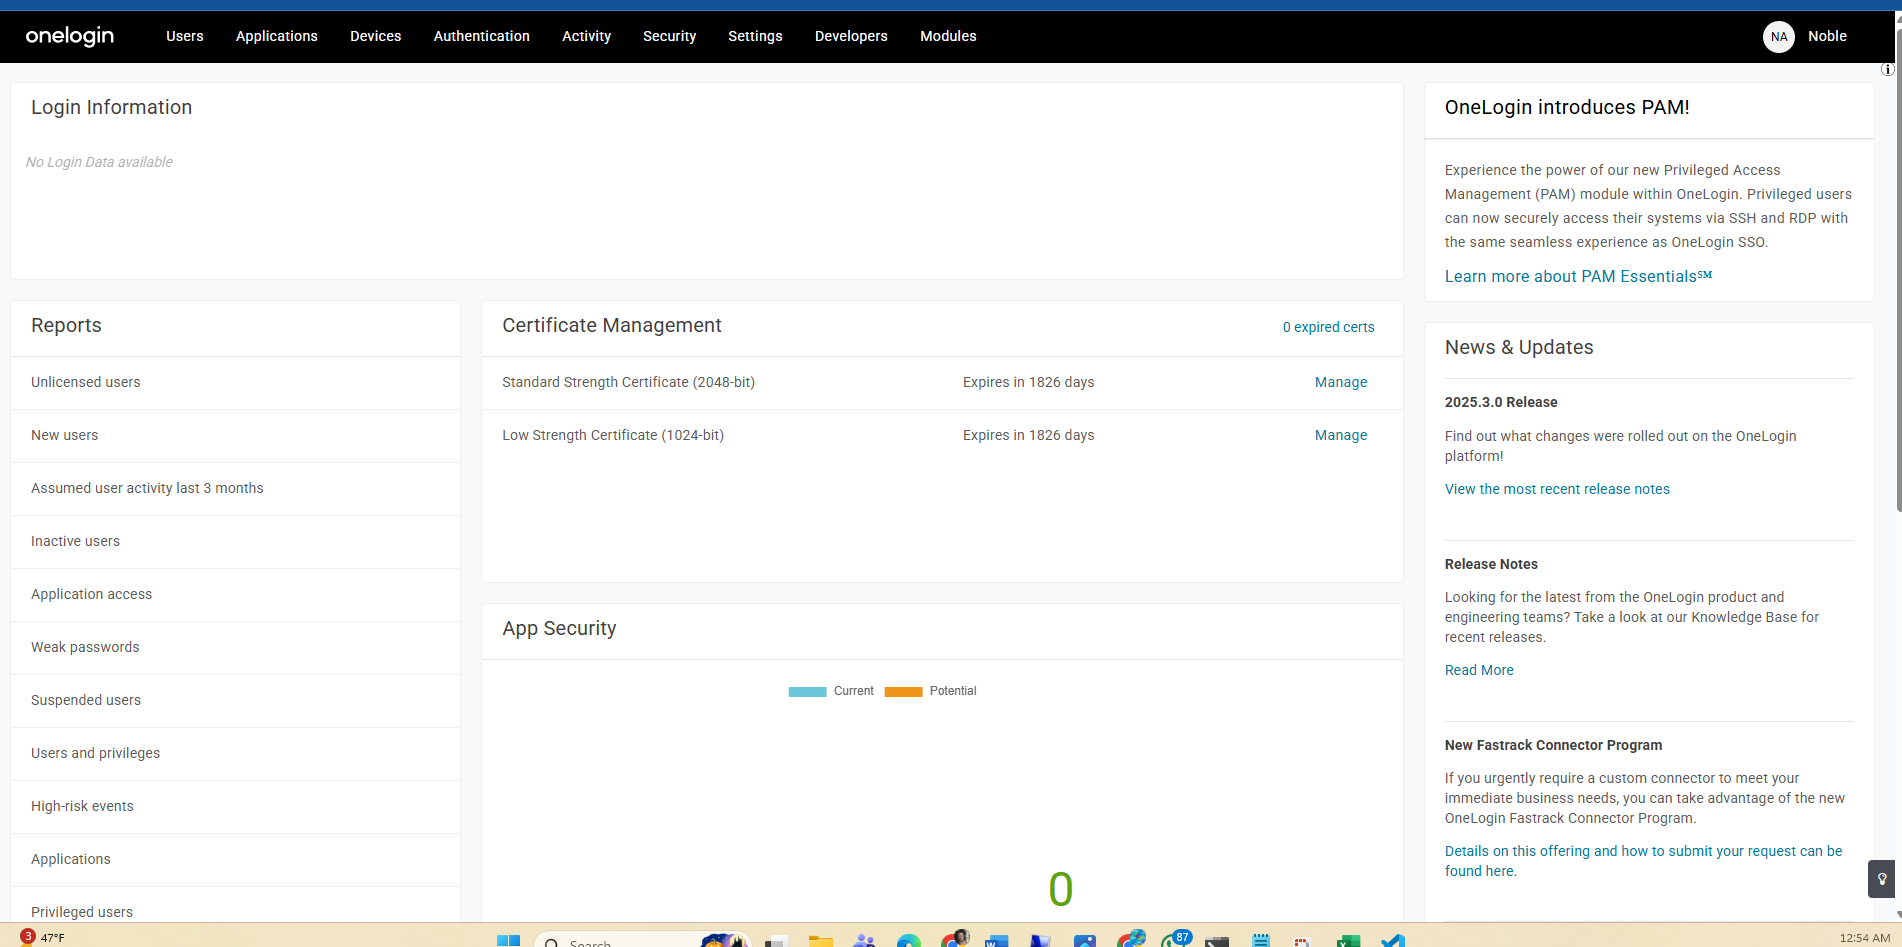 onelogin
Users
Applications
Devices
Authentication
Activity
Security
Settings
Developers
Modules
NA
Noble
Login Information
No Login Data available
Reports
Unlicensed users
New users
Assumed user activity last 3 months
Inactive users
Application access
Weak passwords
Suspended users
Users and privileges
High-risk events
Applications
Privileged users
Certificate Management
0 expired certs
Standard Strength Certificate (2048-bit)
Expires in 1826 days
Manage
Low Strength Certificate (1024-bit)
Expires in 1826 days
Manage
App Security
Current
Potential
0
OneLogin introduces PAM!
Experience the power of our new Privileged Access
Management (PAM) module within OneLogin. Privileged users
can now securely access their systems via SSH and RDP with
the same seamless experience as OneLogin SSO.
Learn more about PAM Essentials℠
News & Updates
2025.3.0 Release
Find out what changes were rolled out on the OneLogin
platform!
View the most recent release notes
Release Notes
Looking for the latest from the OneLogin product and
engineering teams? Take a look at our Knowledge Base for
recent releases.
Read More
New Fastrack Connector Program
If you urgently require a custom connector to meet your
immediate business needs, you can take advantage of the new
OneLogin Fastrack Connector Program.
Details on this offering and how to submit your request can be
found here.
3
47°F
Search
87
12:54 AM